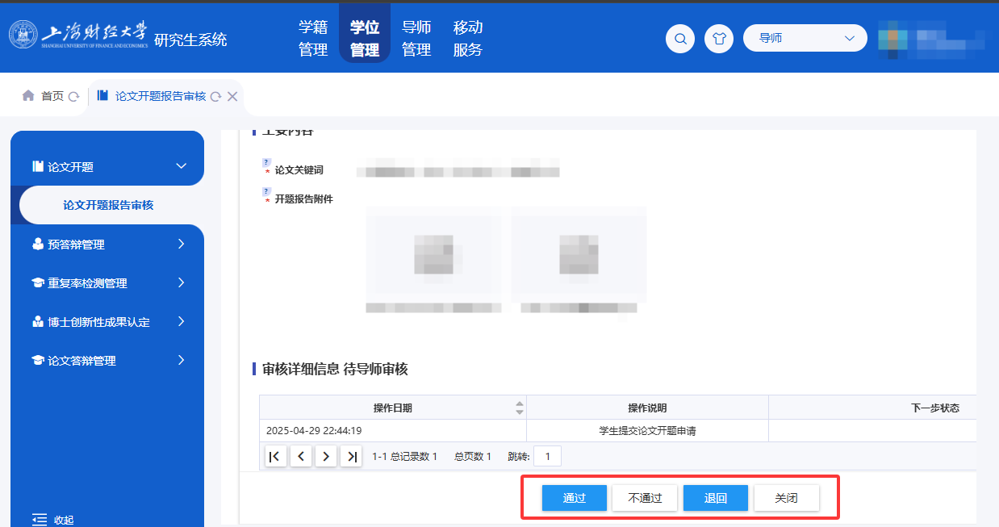 上海财经大学
SHANGHAI UNIVERSITY OF FINANCE AND ECONOMICS
研究生系统
学籍管理
学位管理
导师管理
移动服务
导师
首页
论文开题报告审核
论文开题
论文开题报告审核
预答辩管理
重复率检测管理
博士创新性成果认定
论文答辩管理
收起
主要内容
? * 论文关键词
? * 开题报告附件
审核详细信息 待导师审核
操作日期 操作说明 下一步状态
2025-04-29 22:44:19 学生提交论文开题申请
1-1 总记录数 1 总页数 1 跳转: 1
通过 不通过 退回 关闭